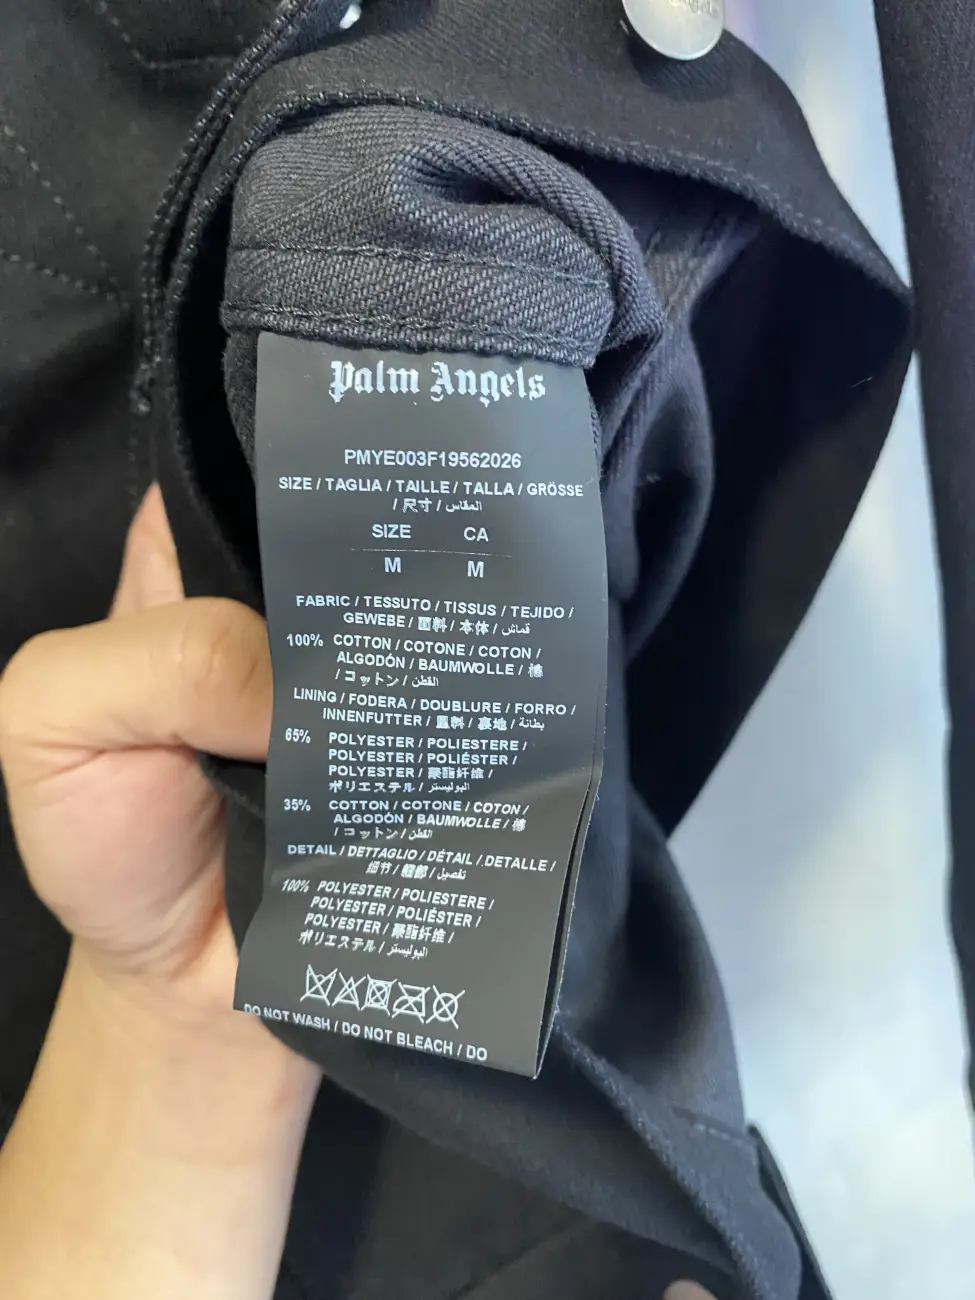 Palm Angels
PMYE003F19562026
SIZE / TAGLIA / TAILLE / TALLA / GRÖSSE
/ 尺寸 / المقاس
SIZE CA
M M
FABRIC / TESSUTO / TISSUS / TEJIDO /
GEWEBE / 面料 / 本体 / قماش
100% COTTON / COTONE / COTON /
ALGODÓN / BAUMWOLLE / 棉
/ コットン / القطن
LINING / FODERA / DOUBLURE / FORRO /
INNENFUTTER / 里料 / 裏地 / بطانة
65% POLYESTER / POLIESTERE /
POLYESTER / POLIÉSTER /
POLYESTER / 聚酯纤维 /
ポリエステル / البوليستر
35% COTTON / COTONE / COTON /
ALGODÓN / BAUMWOLLE / 棉
/ コットン / القطن
DETAIL / DETTAGLIO / DÉTAIL / DETALLE /
细节 / 細部 / تفصيل
100% POLYESTER / POLIESTERE /
POLYESTER / POLIÉSTER /
POLYESTER / 聚酯纤维 /
ポリエステル / البوليستر
DO NOT WASH / DO NOT BLEACH / DO